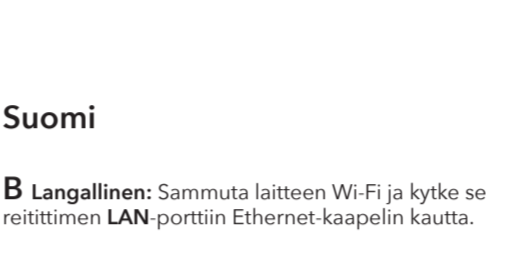 Suomi
B Langallinen: Sammuta laitteen Wi-Fi ja kytke se
reitittimen LAN-porttiin Ethernet-kaapelin kautta.